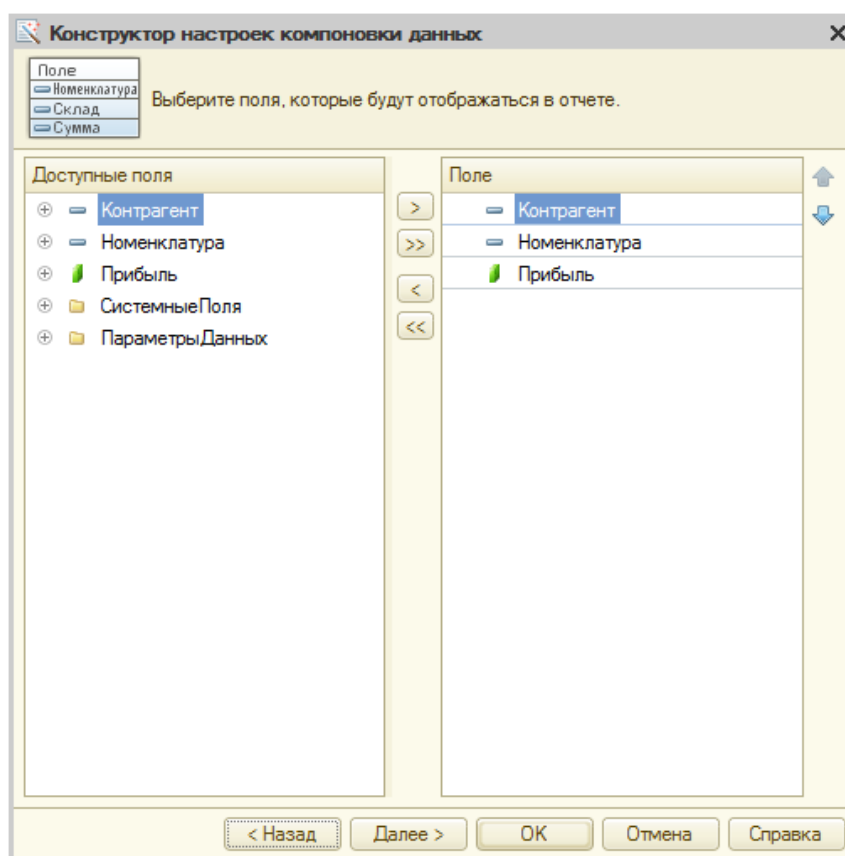 Конструктор настроек компоновки данных
Поле
Номенклатура
Склад
Сумма
Выберите поля, которые будут отображаться в отчете.
Доступные поля
Контрагент
Номенклатура
Прибыль
СистемныеПоля
ПараметрыДанных
>
>>
<
<<
Поле
Контрагент
Номенклатура
Прибыль
< Назад Далее > OK Отмена Справка